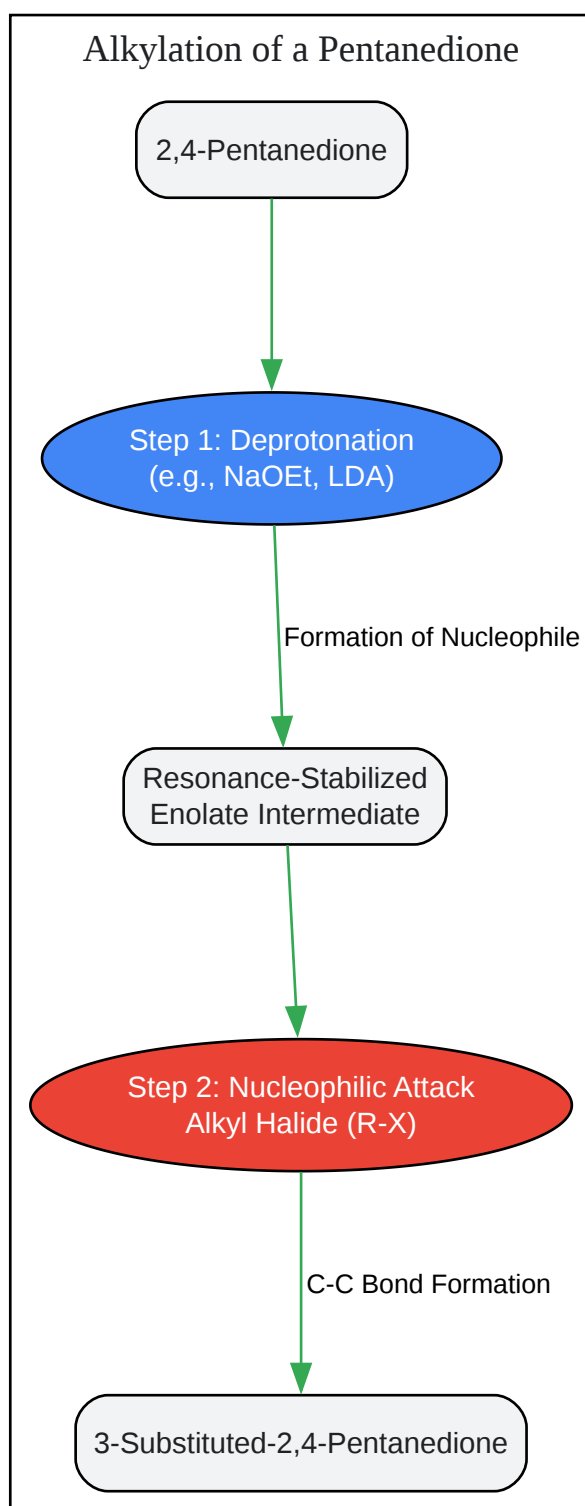 Alkylation of a Pentanedione
2,4-Pentanedione
Step 1: Deprotonation
(e.g., NaOEt, LDA)
Formation of Nucleophile
Resonance-Stabilized
Enolate Intermediate
Step 2: Nucleophilic Attack
Alkyl Halide (R-X)
C-C Bond Formation
3-Substituted-2,4-Pentanedione